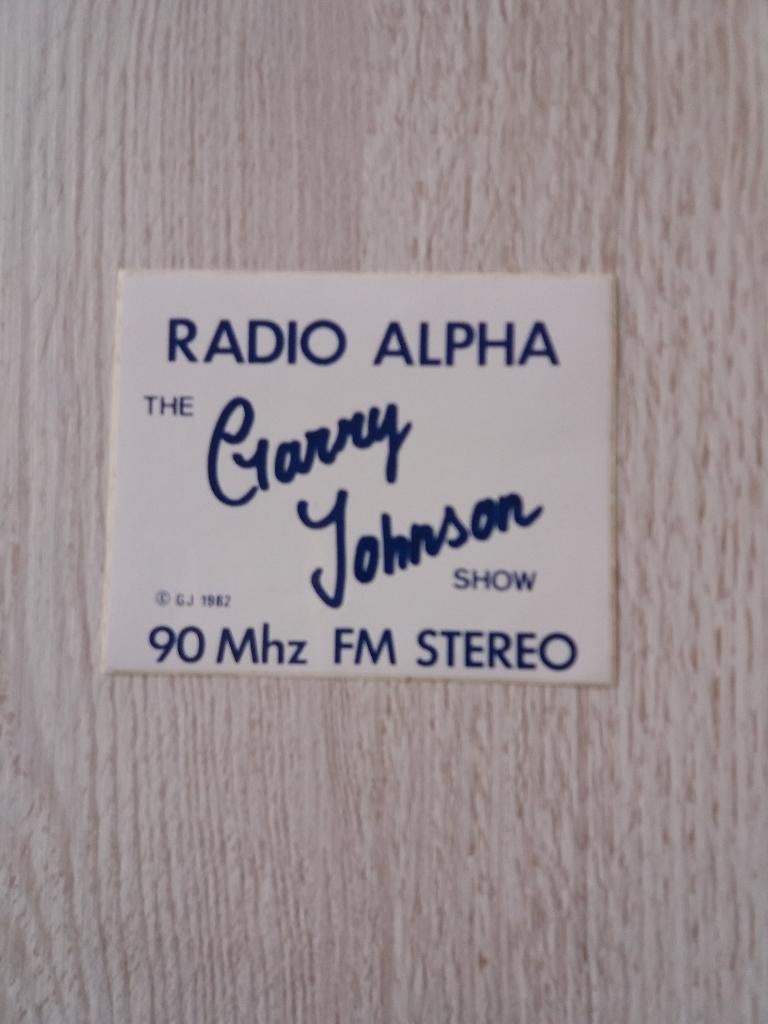 RADIO ALPHA
THE
Garry
Johnson
SHOW
© GJ 1982
90 Mhz FM STEREO